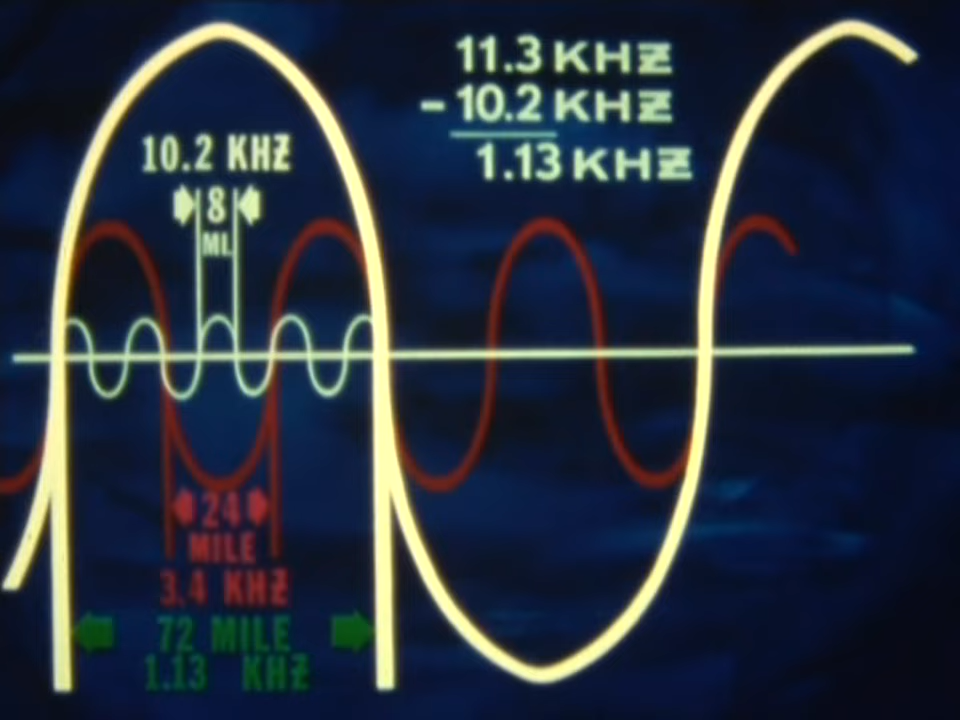 11.3 KHZ
- 10.2 KHZ
1.13 KHZ
10.2 KHZ
8
MI.
24
MILE
3.4 KHZ
72 MILE
1.13 KHZ